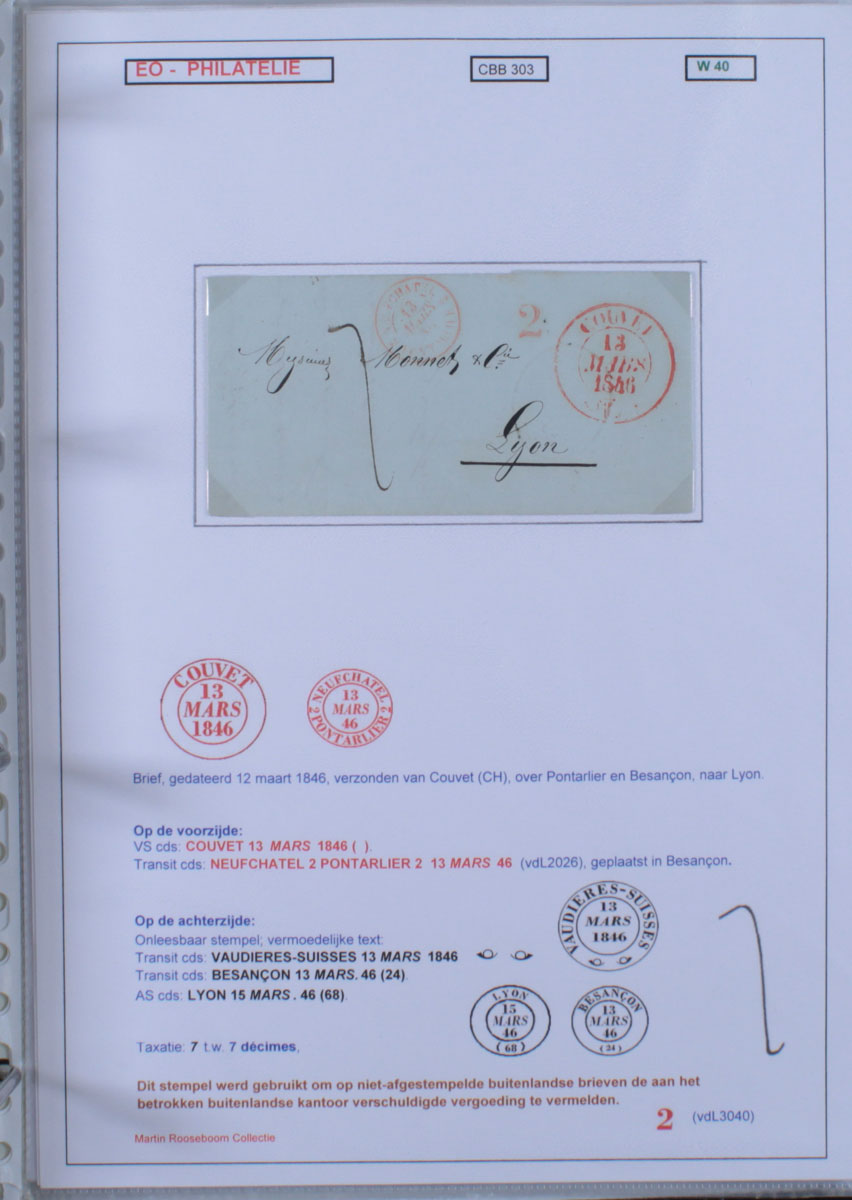 EO - PHILATELIE
CBB 303
W 40
2
COUVET
13
MARS
1846
13
MARS
Monnet & Cie
Lyon
COUVET
13
MARS
1846
NEUFCHATEL
13
MARS
46
2 PONTARLIER 2
Brief, gedateerd 12 maart 1846, verzonden van Couvet (CH), over Pontarlier en Besançon, naar Lyon.
Op de voorzijde:
VS cds: COUVET 13 MARS 1846 ( ).
Transit cds: NEUFCHATEL 2 PONTARLIER 2 13 MARS 46 (vdL2026), geplaatst in Besançon.
Op de achterzijde:
Onleesbaar stempel; vermoedelijke text:
Transit cds: VAUDIERES-SUISSES 13 MARS 1846
Transit cds: BESANÇON 13 MARS. 46 (24).
AS cds: LYON 15 MARS. 46 (68).
VAUDIERES-SUISSES
13
MARS
1846
LYON
15
MARS
46
(68)
BESANÇON
13
MARS
46
(24)
Taxatie: 7 t.w. 7 décimes,
Dit stempel werd gebruikt om op niet-afgestempelde buitenlandse brieven de aan het
betrokken buitenlandse kantoor verschuldigde vergoeding te vermelden.
2 (vdL3040)
Martin Rooseboom Collectie